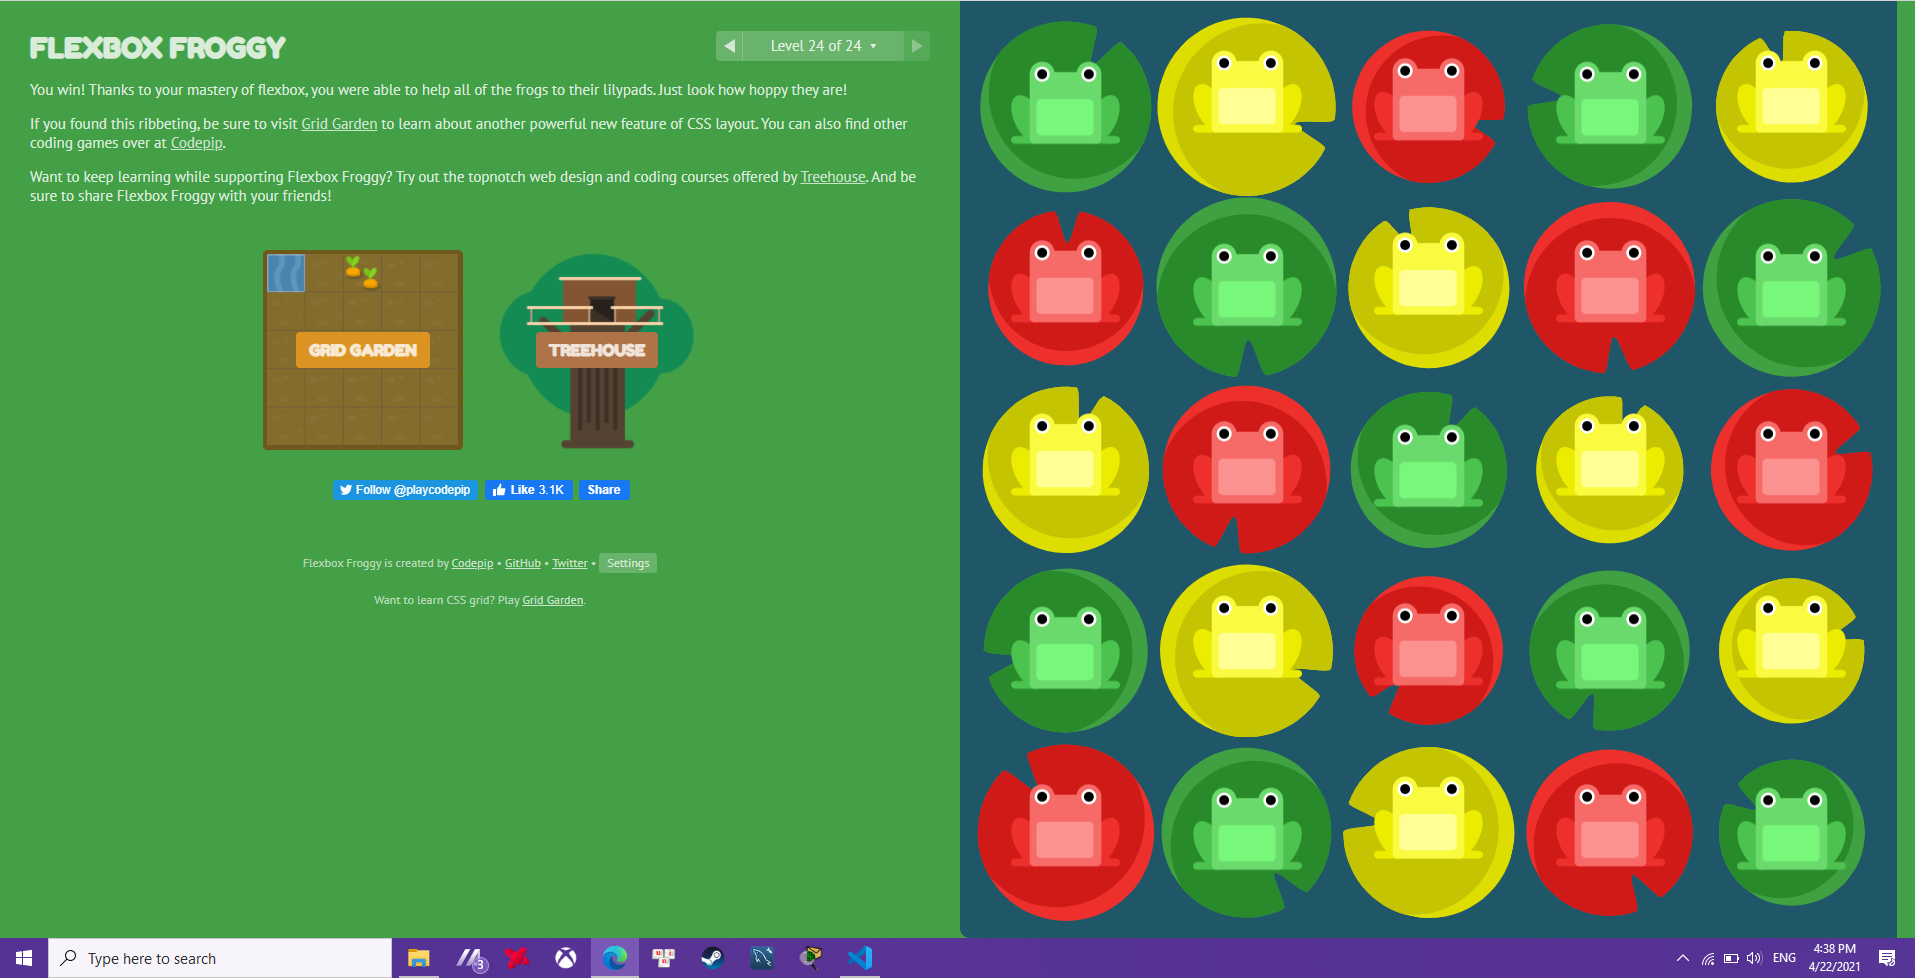 FLEXBOX FROGGY
Level 24 of 24
You win! Thanks to your mastery of flexbox, you were able to help all of the frogs to their lilypads. Just look how hoppy they are!
If you found this ribbeting, be sure to visit Grid Garden to learn about another powerful new feature of CSS layout. You can also find other
coding games over at Codepip.
Want to keep learning while supporting Flexbox Froggy? Try out the topnotch web design and coding courses offered by Treehouse. And be
sure to share Flexbox Froggy with your friends!
GRID GARDEN
TREEHOUSE
Follow @playcodepip
Like 3.1K
Share
Flexbox Froggy is created by Codepip • GitHub • Twitter • Settings
Want to learn CSS grid? Play Grid Garden.
Type here to search
3
ENG
4:38 PM
4/22/2021